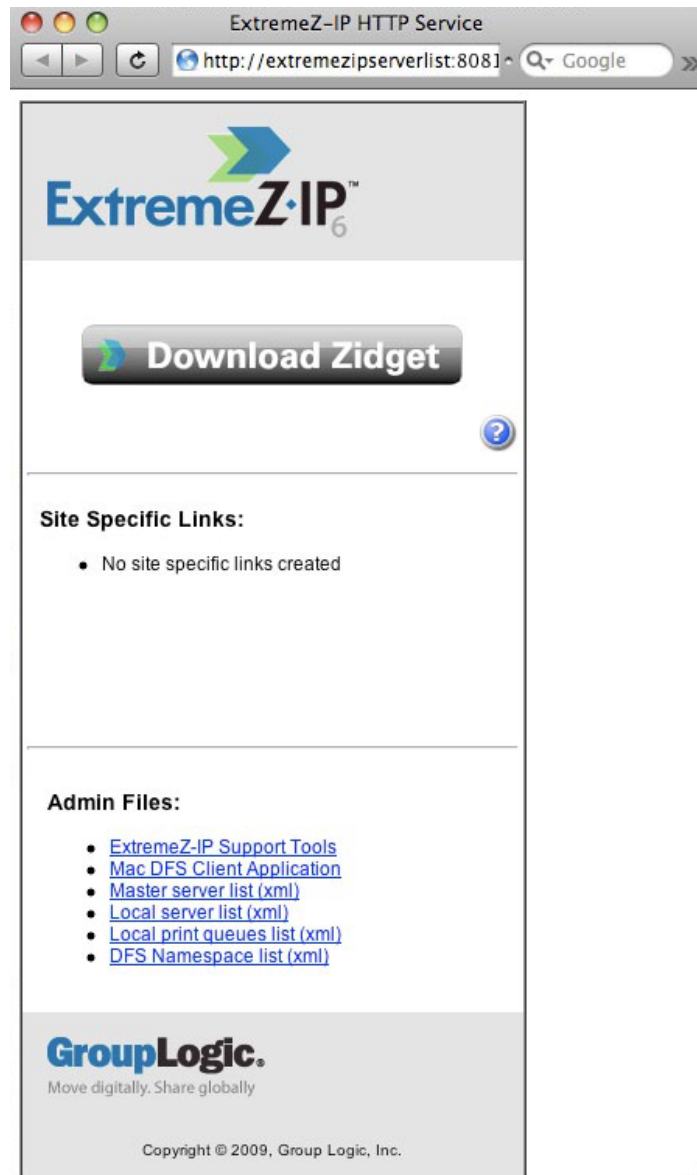 ExtremeZ-IP HTTP Service
http://extremezipserverlist:8081
Google
ExtremeZ·IP™
6
Download Zidget
?
Site Specific Links:
• No site specific links created
Admin Files:
• ExtremeZ-IP Support Tools
• Mac DFS Client Application
• Master server list (xml)
• Local server list (xml)
• Local print queues list (xml)
• DFS Namespace list (xml)
GroupLogic®
Move digitally. Share globally
Copyright © 2009, Group Logic, Inc.